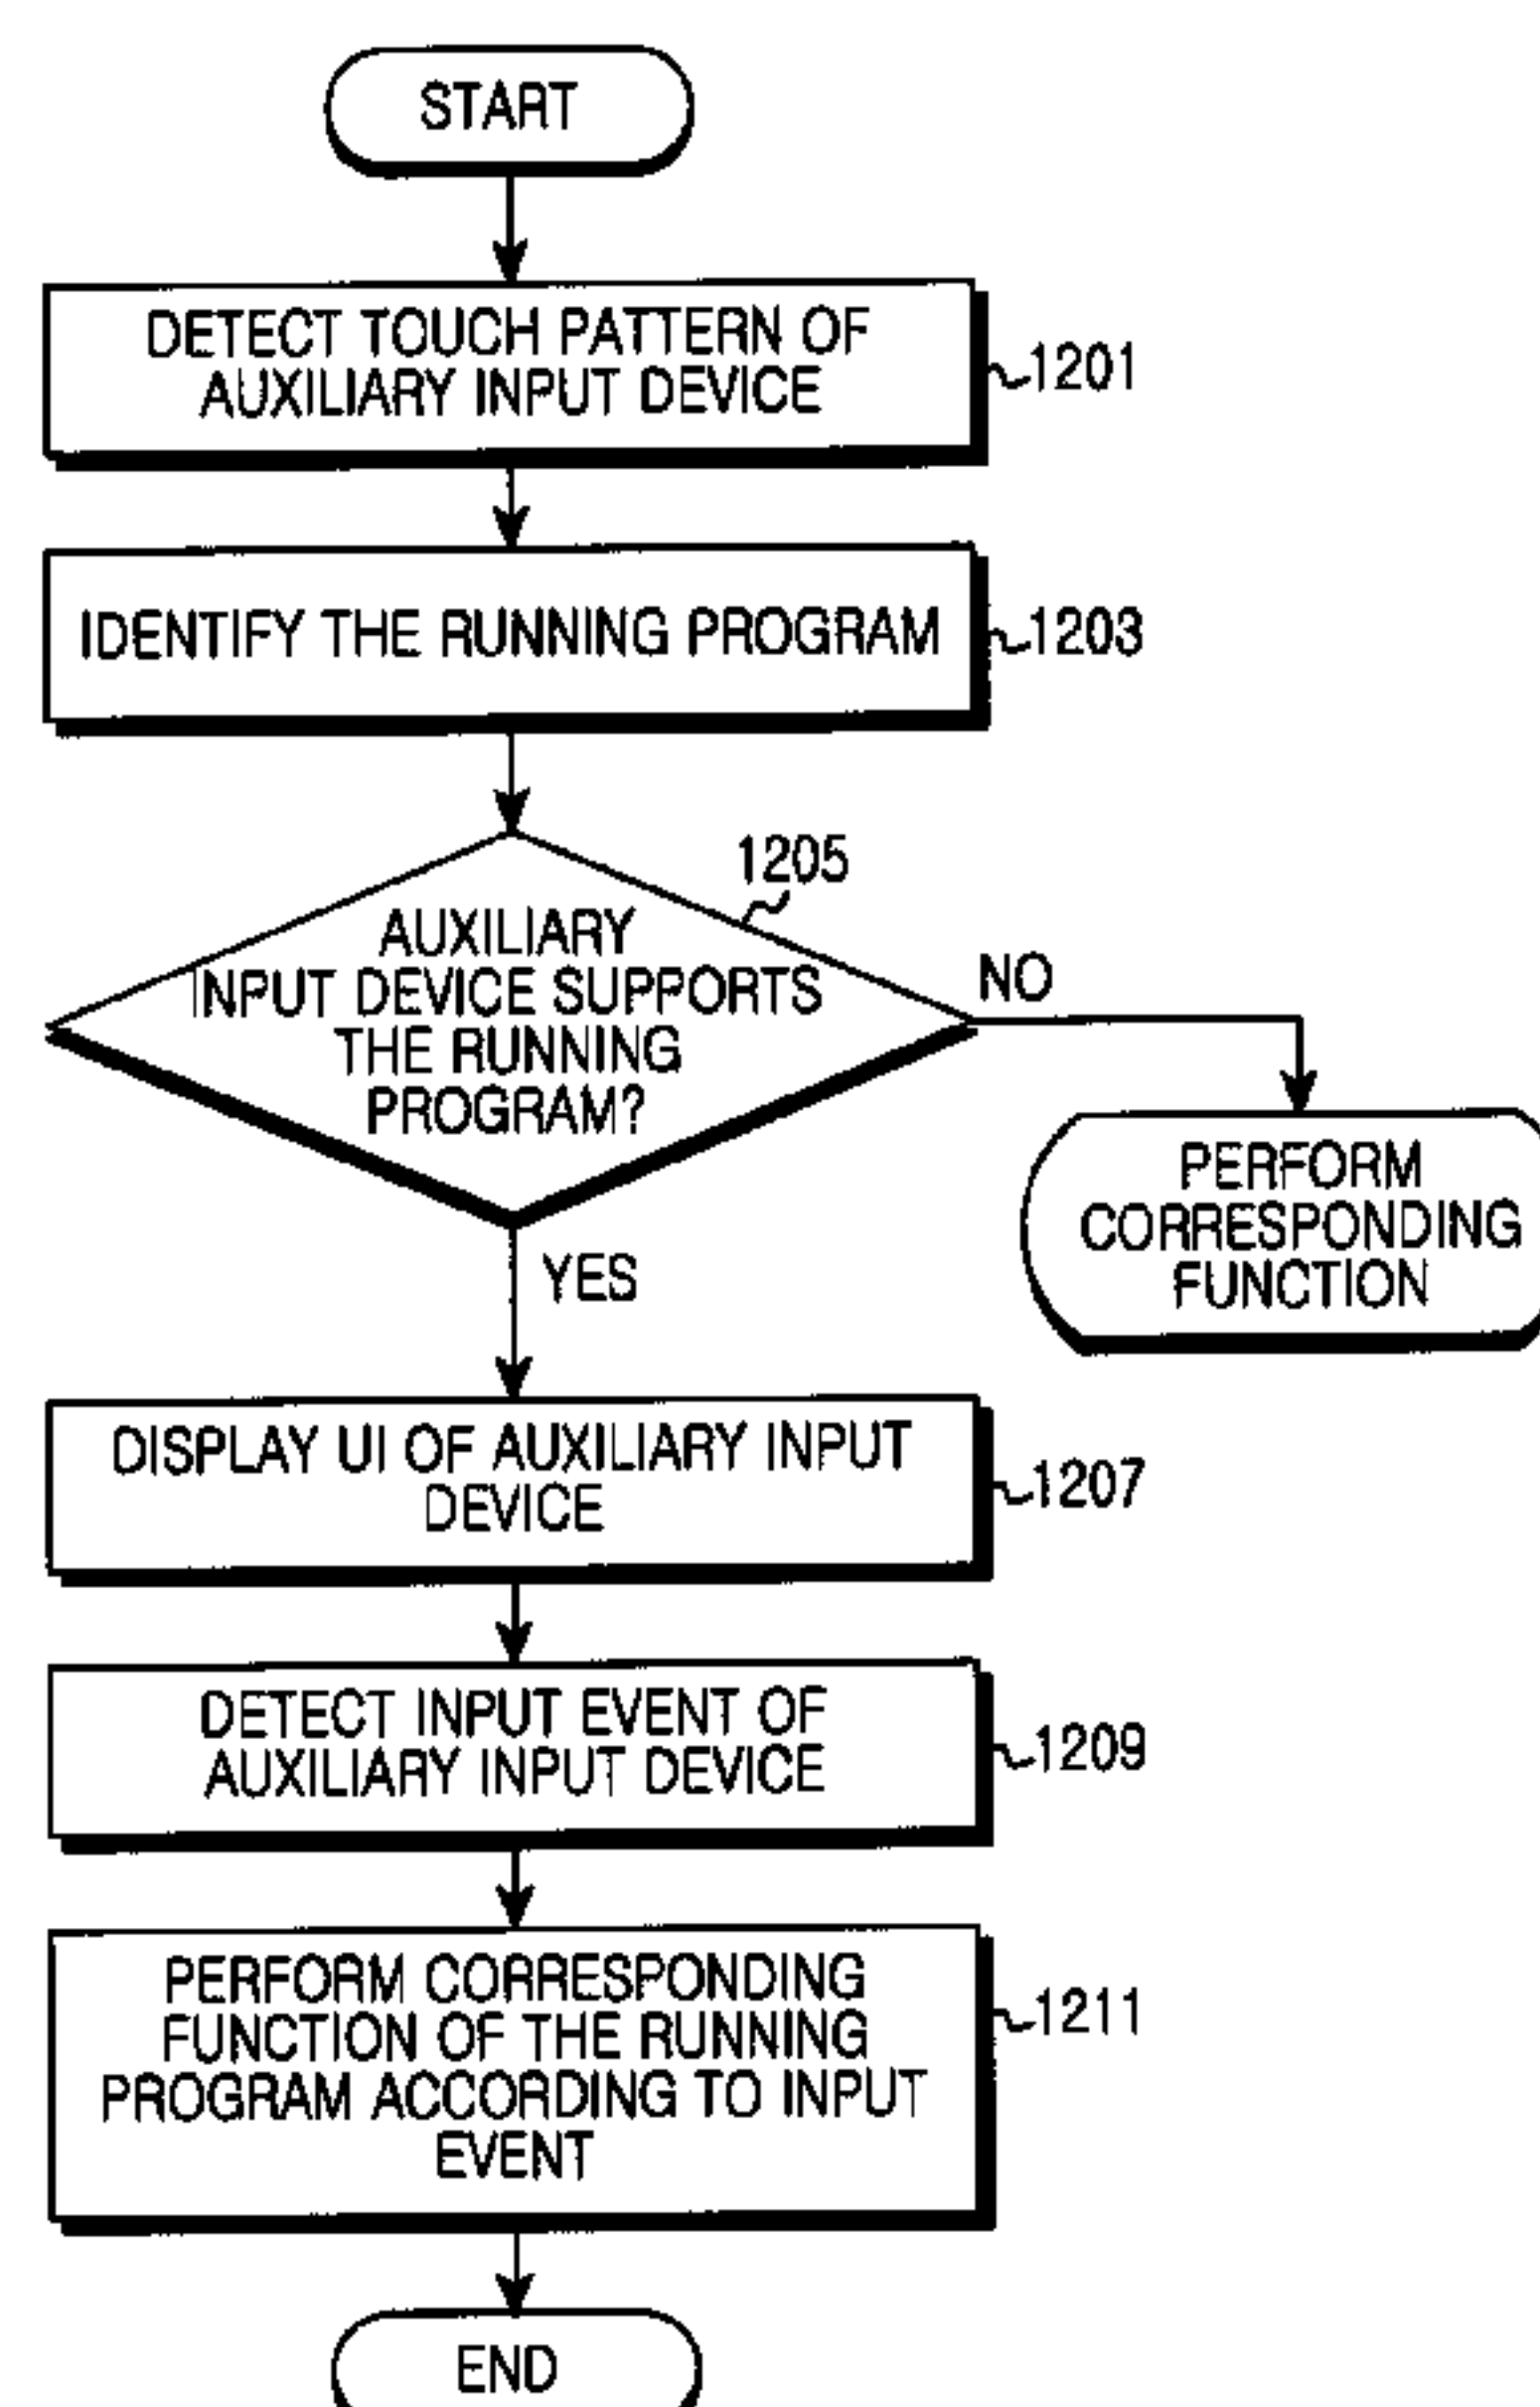 START
DETECT TOUCH PATTERN OF
AUXILIARY INPUT DEVICE
1201
IDENTIFY THE RUNNING PROGRAM
1203
1205
AUXILIARY
INPUT DEVICE SUPPORTS
THE RUNNING
PROGRAM?
NO
PERFORM
CORRESPONDING
FUNCTION
YES
DISPLAY UI OF AUXILIARY INPUT
DEVICE
1207
DETECT INPUT EVENT OF
AUXILIARY INPUT DEVICE
1209
PERFORM CORRESPONDING
FUNCTION OF THE RUNNING
PROGRAM ACCORDING TO INPUT
EVENT
1211
END